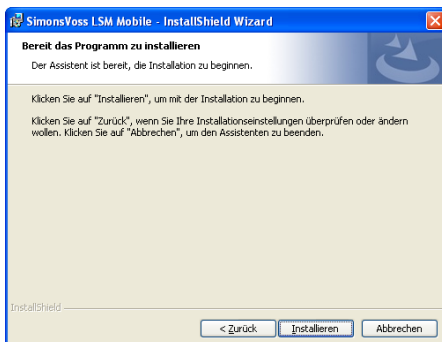 SimonsVoss LSM Mobile - InstallShield Wizard
Bereit das Programm zu installieren
Der Assistent ist bereit, die Installation zu beginnen.
Klicken Sie auf "Installieren", um mit der Installation zu beginnen.
Klicken Sie auf "Zurück", wenn Sie Ihre Installationseinstellungen überprüfen oder ändern
wollen. Klicken Sie auf "Abbrechen", um den Assistenten zu beenden.
InstallShield
< Zurück Installieren Abbrechen